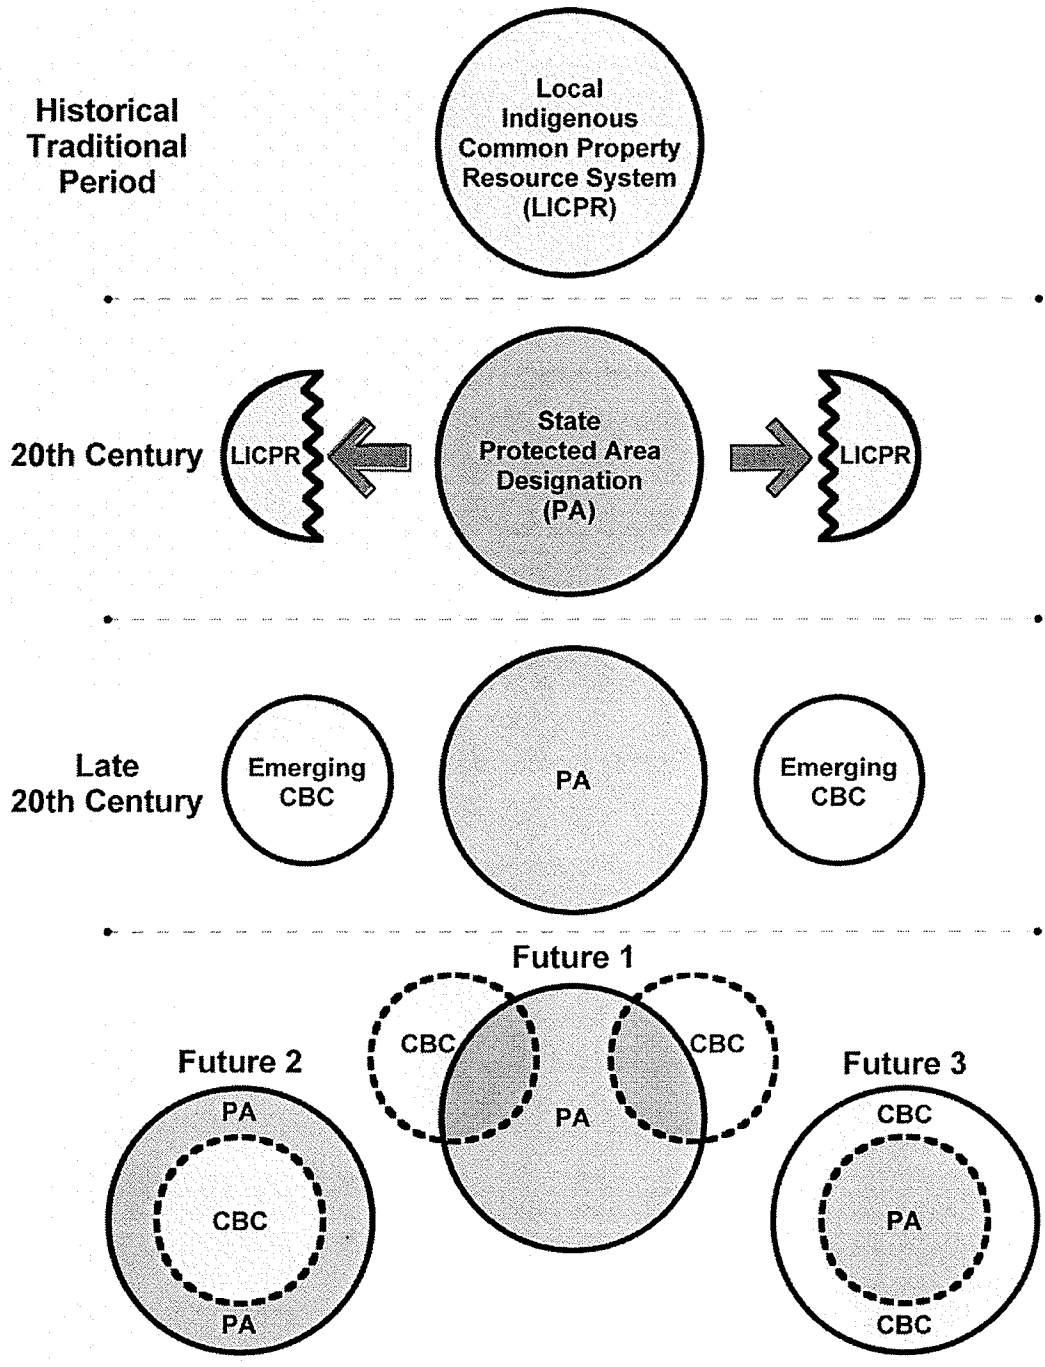 Historical
Traditional
Period
Local
Indigenous
Common Property
Resource System
(LICPR)
20th Century
LICPR
State
Protected Area
Designation
(PA)
LICPR
Late
20th Century
Emerging
CBC
PA
Emerging
CBC
Future 1
CBC
CBC
PA
Future 2
PA
CBC
PA
Future 3
CBC
PA
CBC